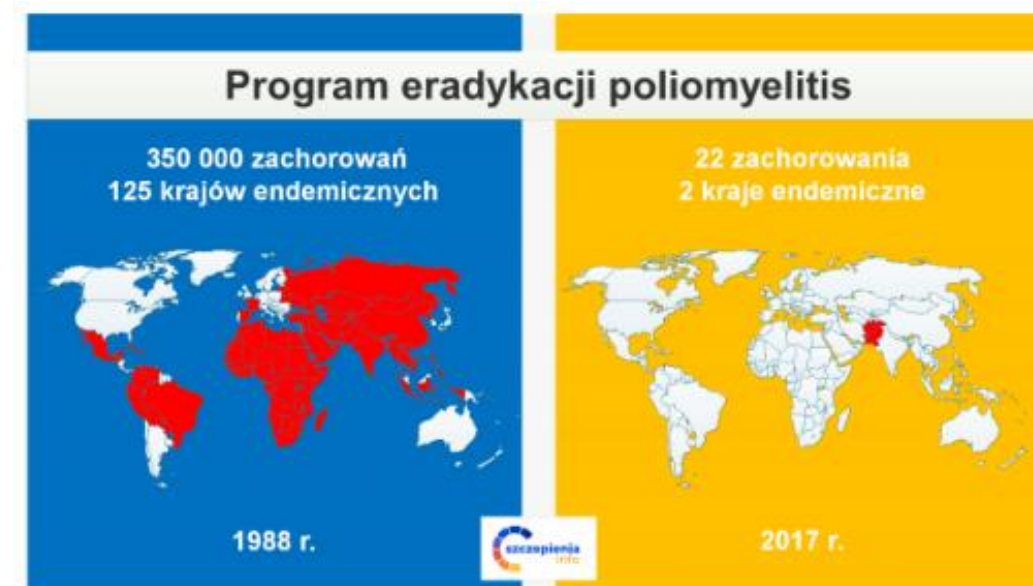 Program eradykacji poliomyelitis
350 000 zachorowań
125 krajów endemicznych
22 zachorowania
2 kraje endemiczne
1988 r.
szczepienia
info
2017 r.